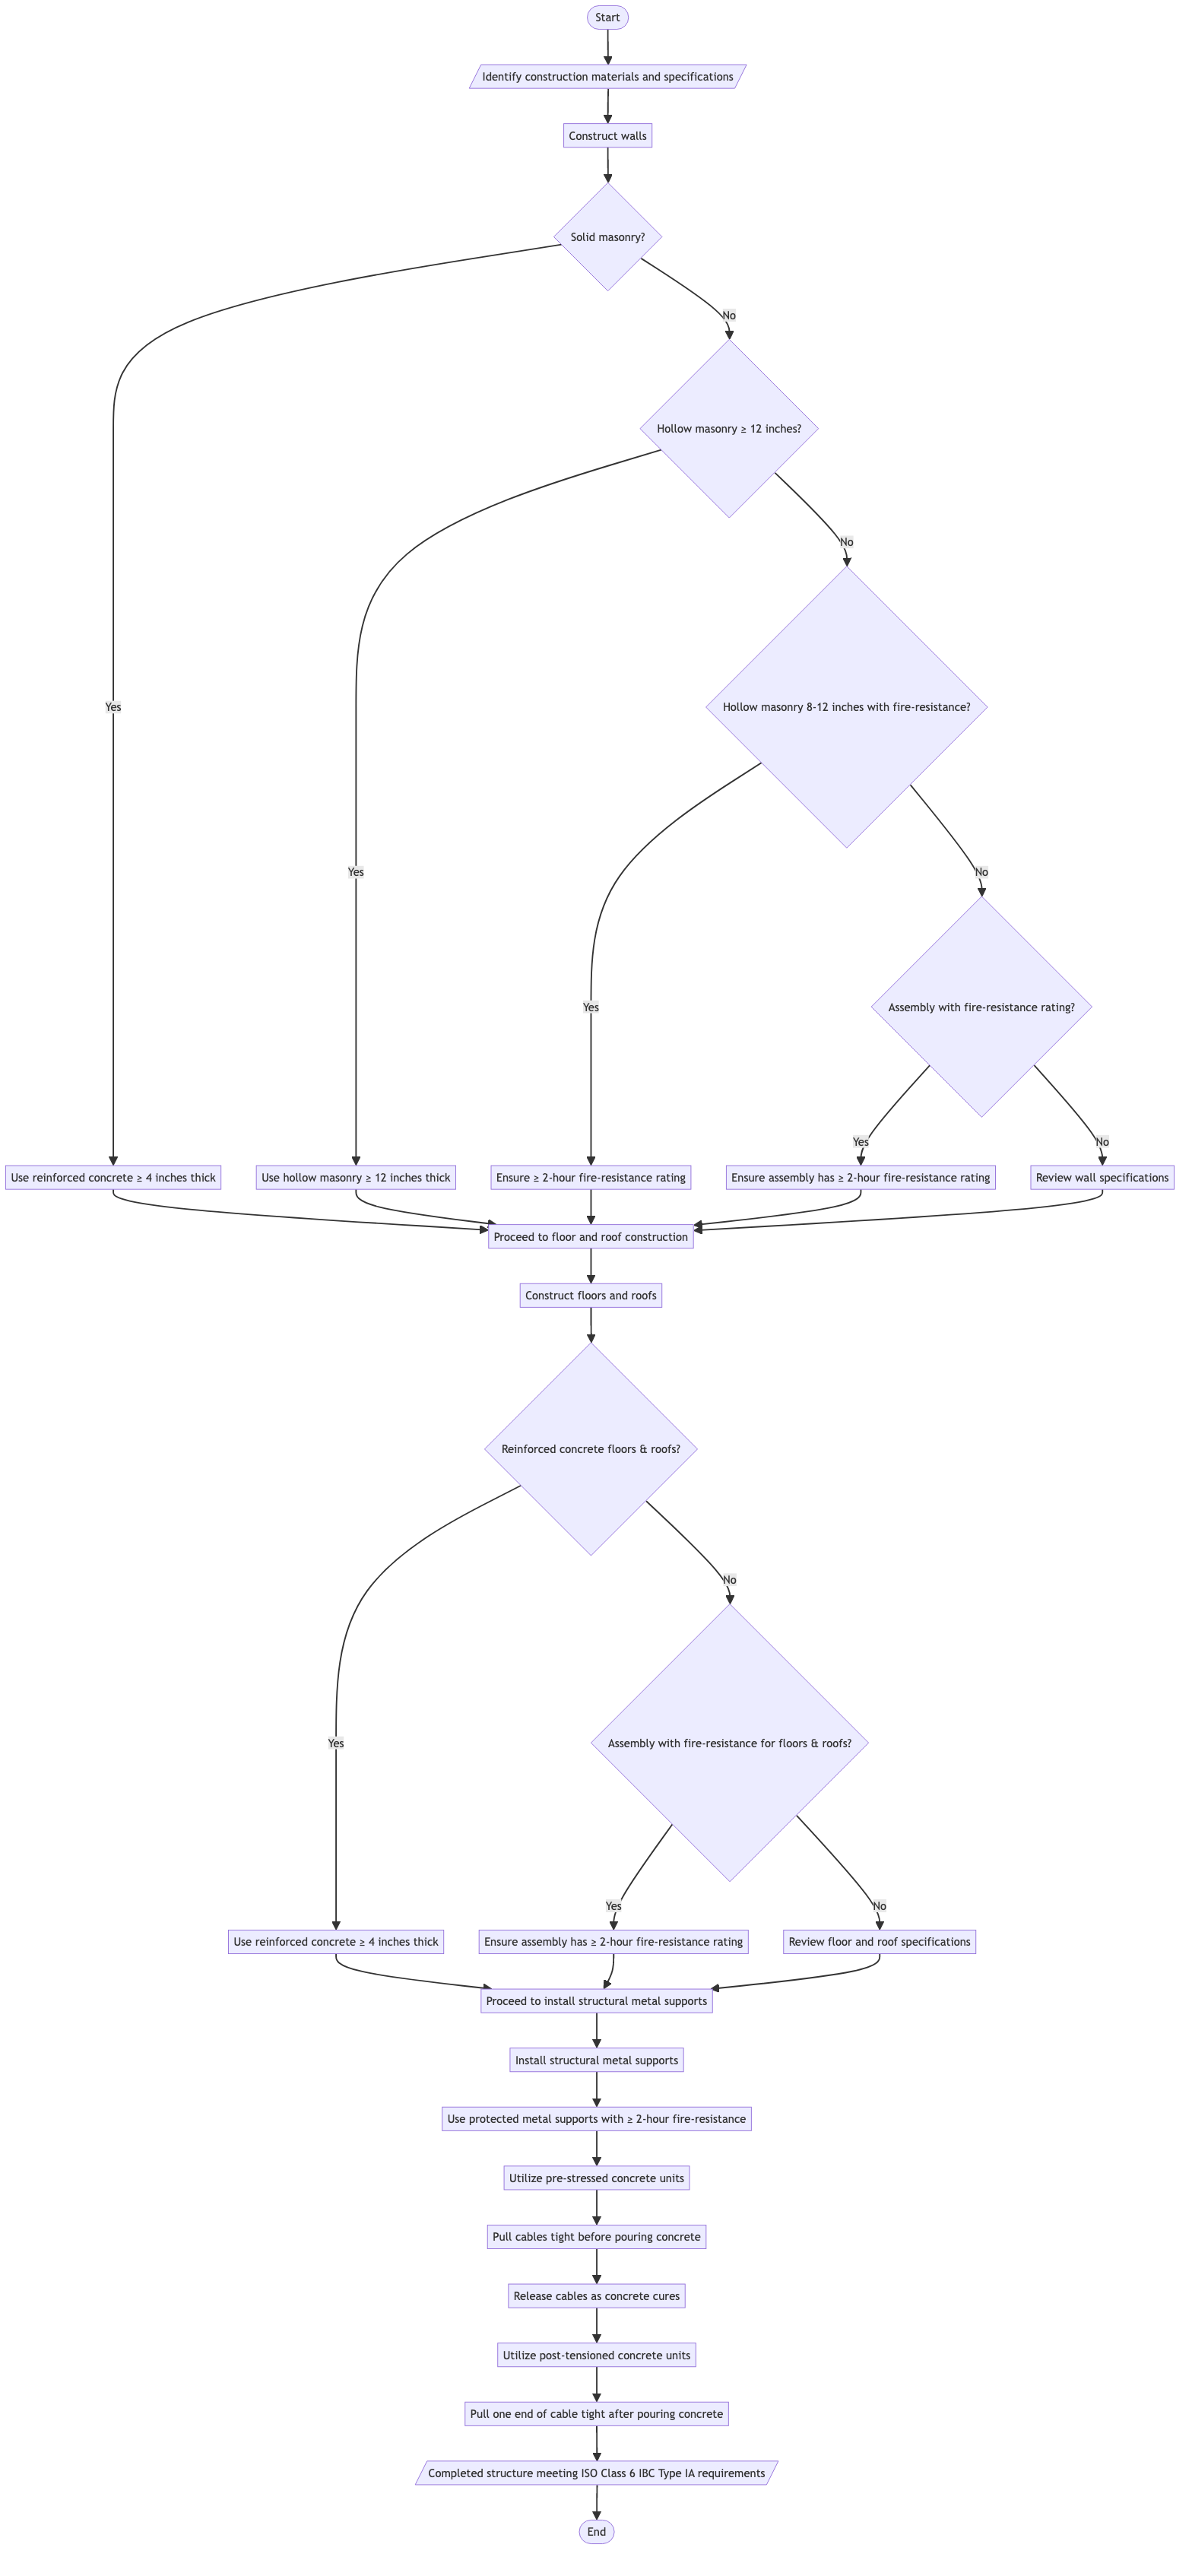 Start
Identify construction materials and specifications
Construct walls
Solid masonry?
No
Hollow masonry ≥ 12 inches?
No
Yes
Hollow masonry 8-12 inches with fire-resistance?
Yes
No
Yes
Assembly with fire-resistance rating?
Yes
No
Use reinforced concrete ≥ 4 inches thick
Use hollow masonry ≥ 12 inches thick
Ensure ≥ 2-hour fire-resistance rating
Ensure assembly has ≥ 2-hour fire-resistance rating
Review wall specifications
Proceed to floor and roof construction
Construct floors and roofs
Reinforced concrete floors & roofs?
No
Yes
Assembly with fire-resistance for floors & roofs?
Yes
No
Use reinforced concrete ≥ 4 inches thick
Ensure assembly has ≥ 2-hour fire-resistance rating
Review floor and roof specifications
Proceed to install structural metal supports
Install structural metal supports
Use protected metal supports with ≥ 2-hour fire-resistance
Utilize pre-stressed concrete units
Pull cables tight before pouring concrete
Release cables as concrete cures
Utilize post-tensioned concrete units
Pull one end of cable tight after pouring concrete
Completed structure meeting ISO Class 6 IBC Type IA requirements
End